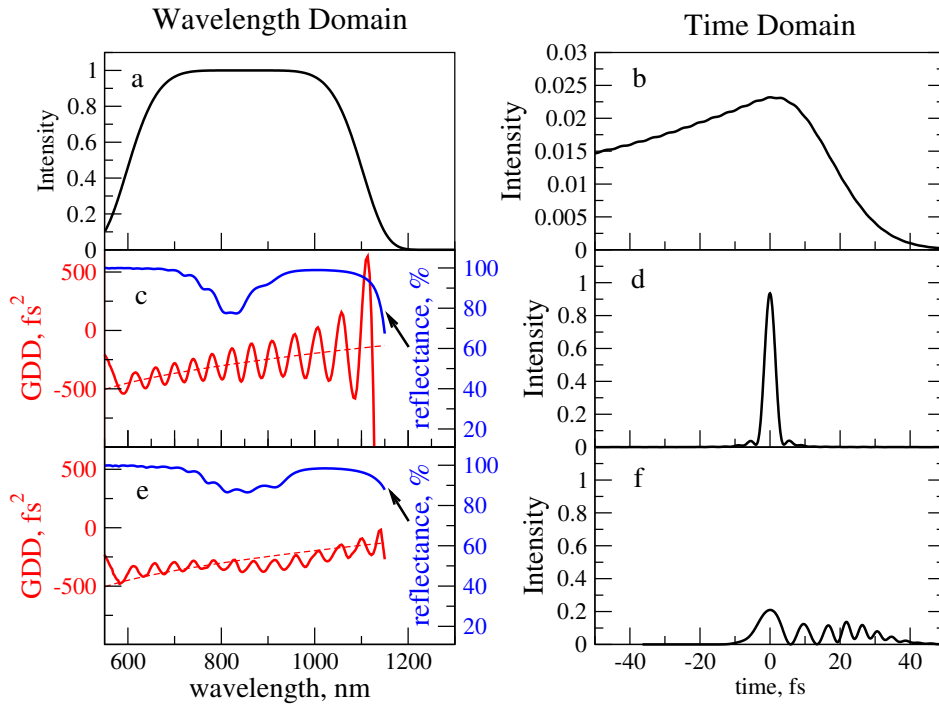 Wavelength Domain
Time Domain
a
1
0.8
0.6
0.4
0.2
0
Intensity
b
0.03
0.025
0.02
0.015
0.01
0.005
0
Intensity
c
500
0
-500
GDD, fs²
100
80
60
40
20
reflectance, %
d
1
0.8
0.6
0.4
0.2
0
Intensity
e
500
0
-500
GDD, fs²
100
80
60
40
20
reflectance, %
f
1
0.8
0.6
0.4
0.2
0
Intensity
600 800 1000 1200
wavelength, nm
-40 -20 0 20 40
time, fs